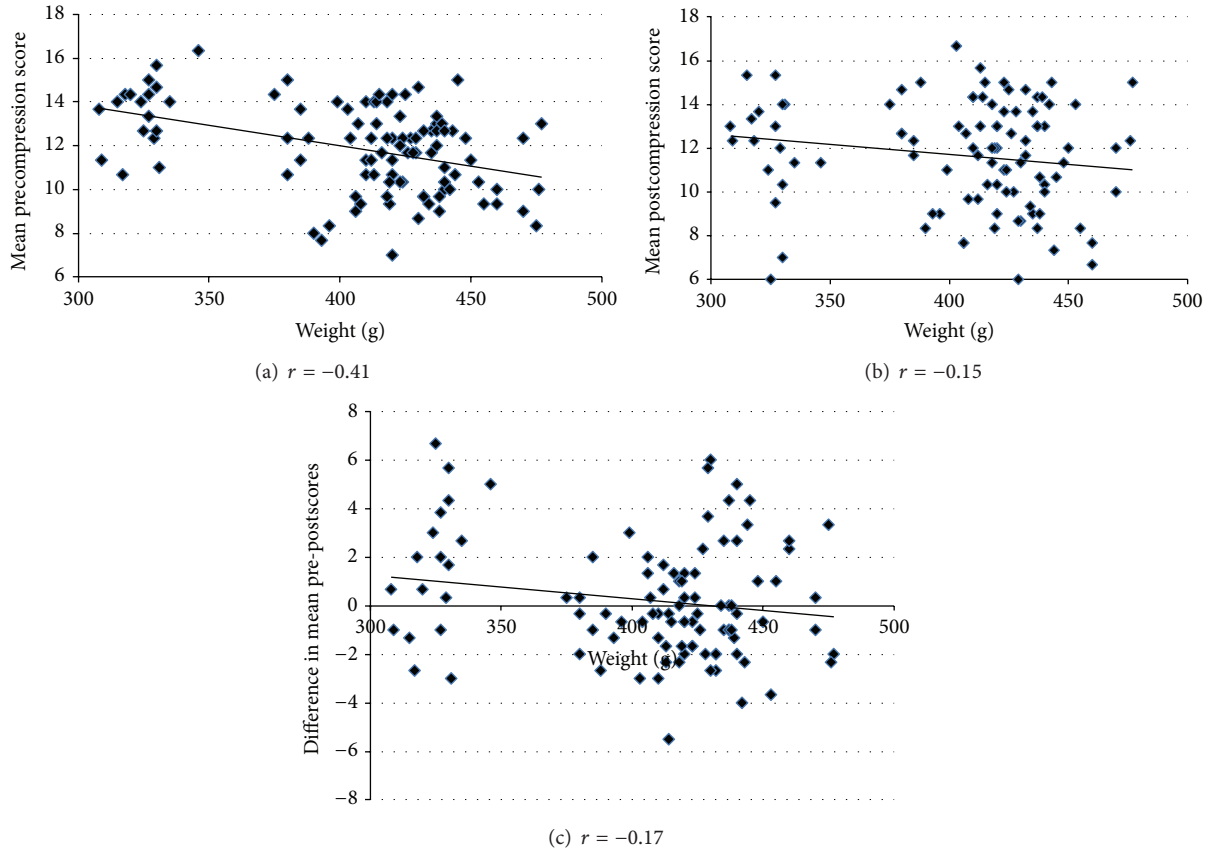 Mean precompression score
18
16
14
12
10
8
6
300 350 400 450 500
Weight (g)
(a) r = −0.41
Mean postcompression score
18
16
14
12
10
8
6
300 350 400 450 500
Weight (g)
(b) r = −0.15
Difference in mean pre-postscores
8
6
4
2
0
−2
−4
−6
−8
300 350 400 450 500
Weight (g)
(c) r = −0.17